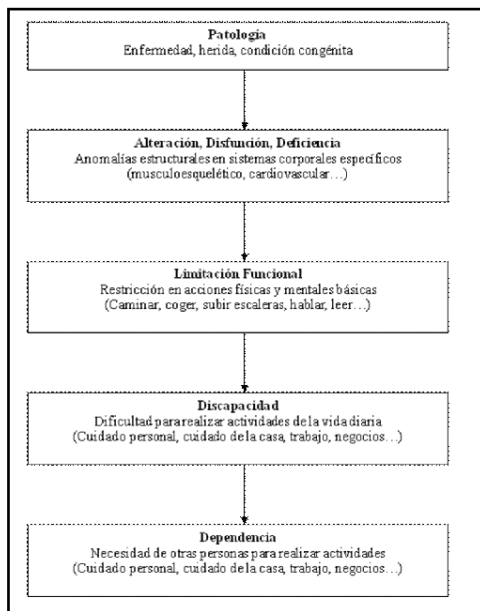 Patología
Enfermedad, herida, condición congénita
Alteración, Disfunción, Deficiencia
Anomalías estructurales en sistemas corporales específicos
(musculoesquelético, cardiovascular…)
Limitación Funcional
Restricción en acciones físicas y mentales básicas
(Caminar, coger, subir escaleras, hablar, leer…)
Discapacidad
Dificultad para realizar actividades de la vida diaria
(Cuidado personal, cuidado de la casa, trabajo, negocios…)
Dependencia
Necesidad de otras personas para realizar actividades
(Cuidado personal, cuidado de la casa, trabajo, negocios…)